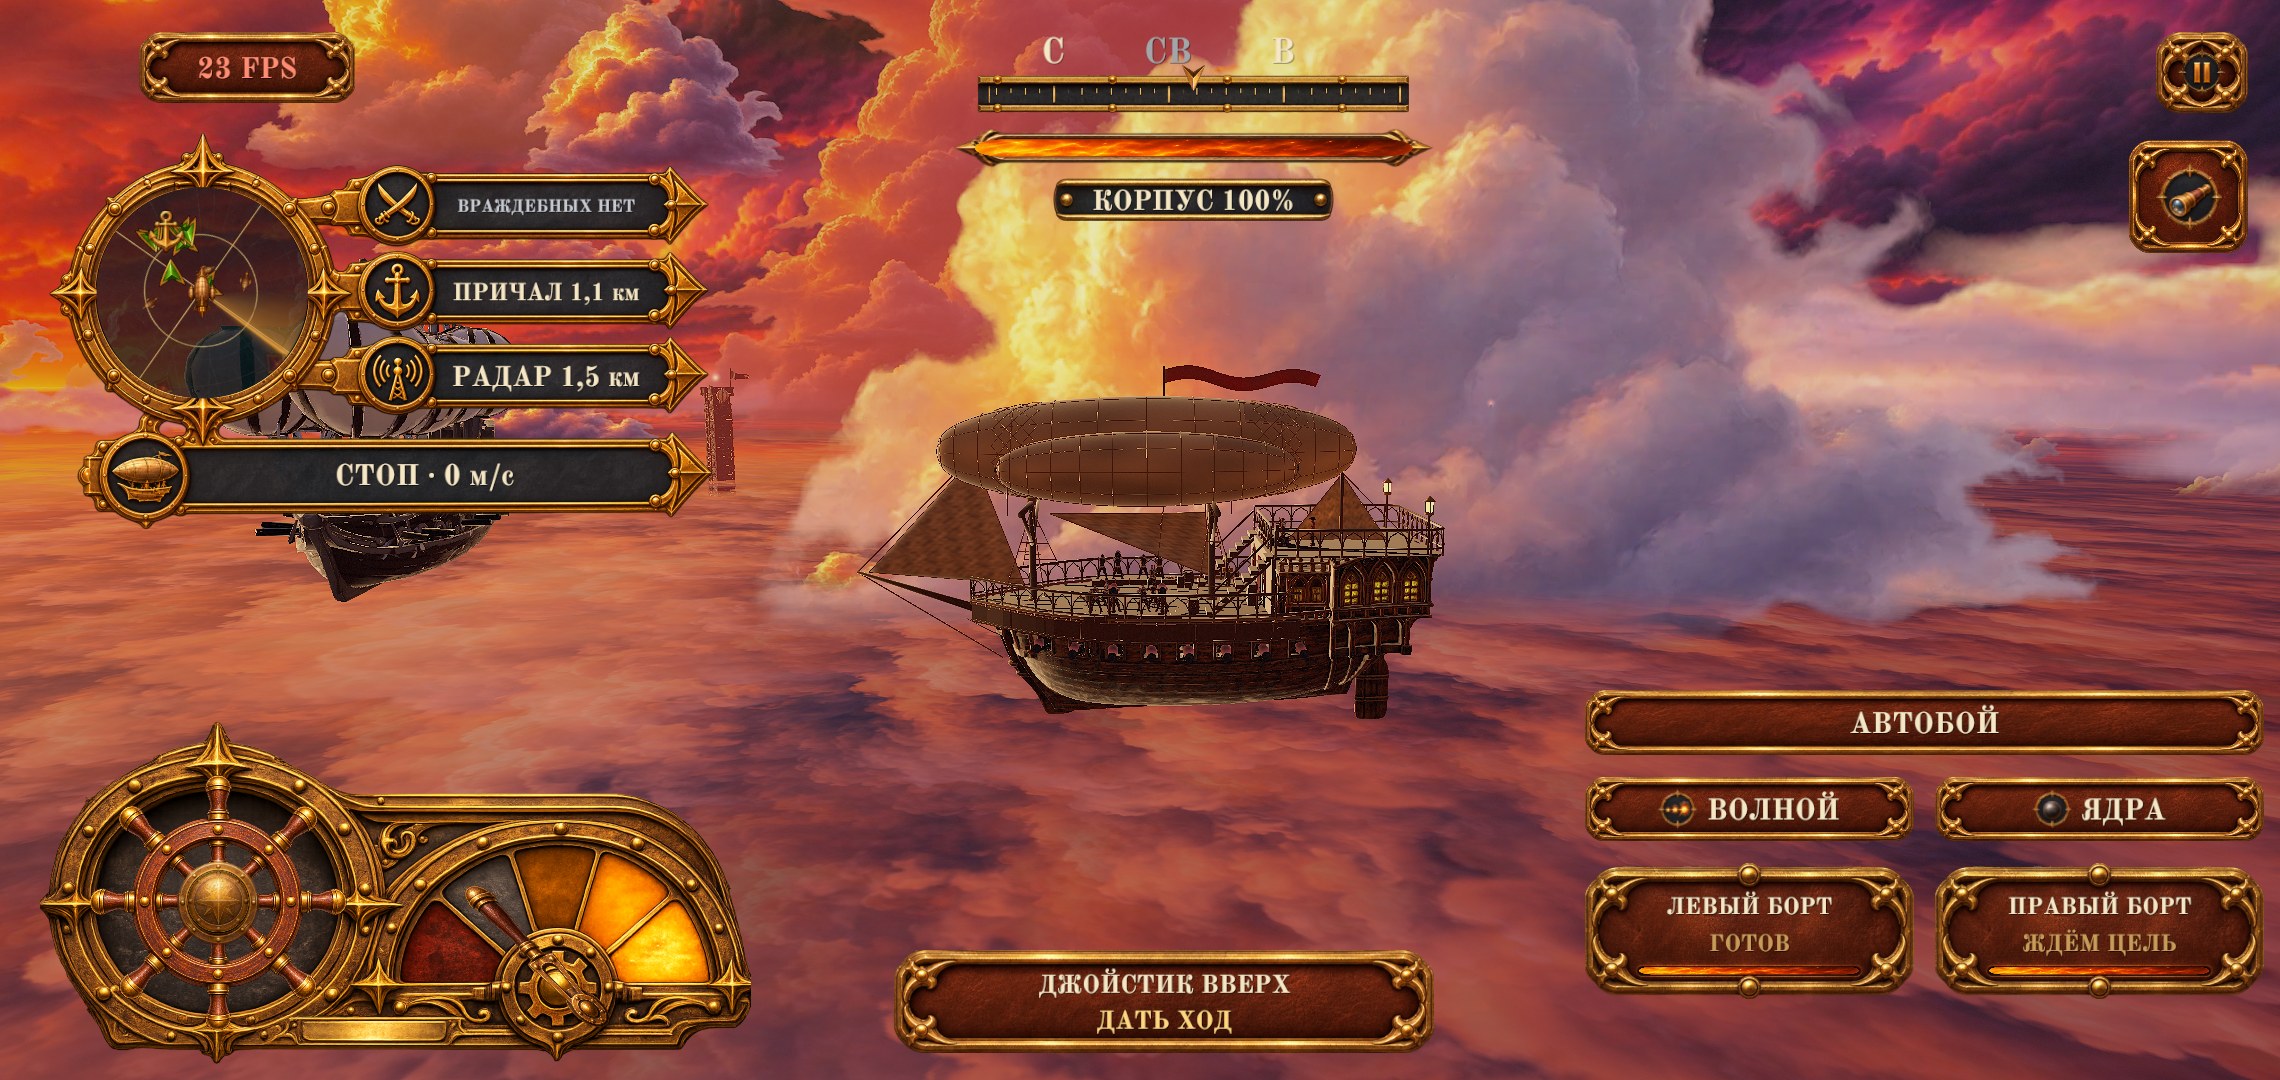 23 FPS
С СВ В
КОРПУС 100%
ВРАЖДЕБНЫХ НЕТ
ПРИЧАЛ 1,1 км
РАДАР 1,5 км
СТОП · 0 м/с
АВТОБОЙ
ВОЛНОЙ
ЯДРА
ЛЕВЫЙ БОРТ
ГОТОВ
ПРАВЫЙ БОРТ
ЖДЁМ ЦЕЛЬ
ДЖОЙСТИК ВВЕРХ
ДАТЬ ХОД